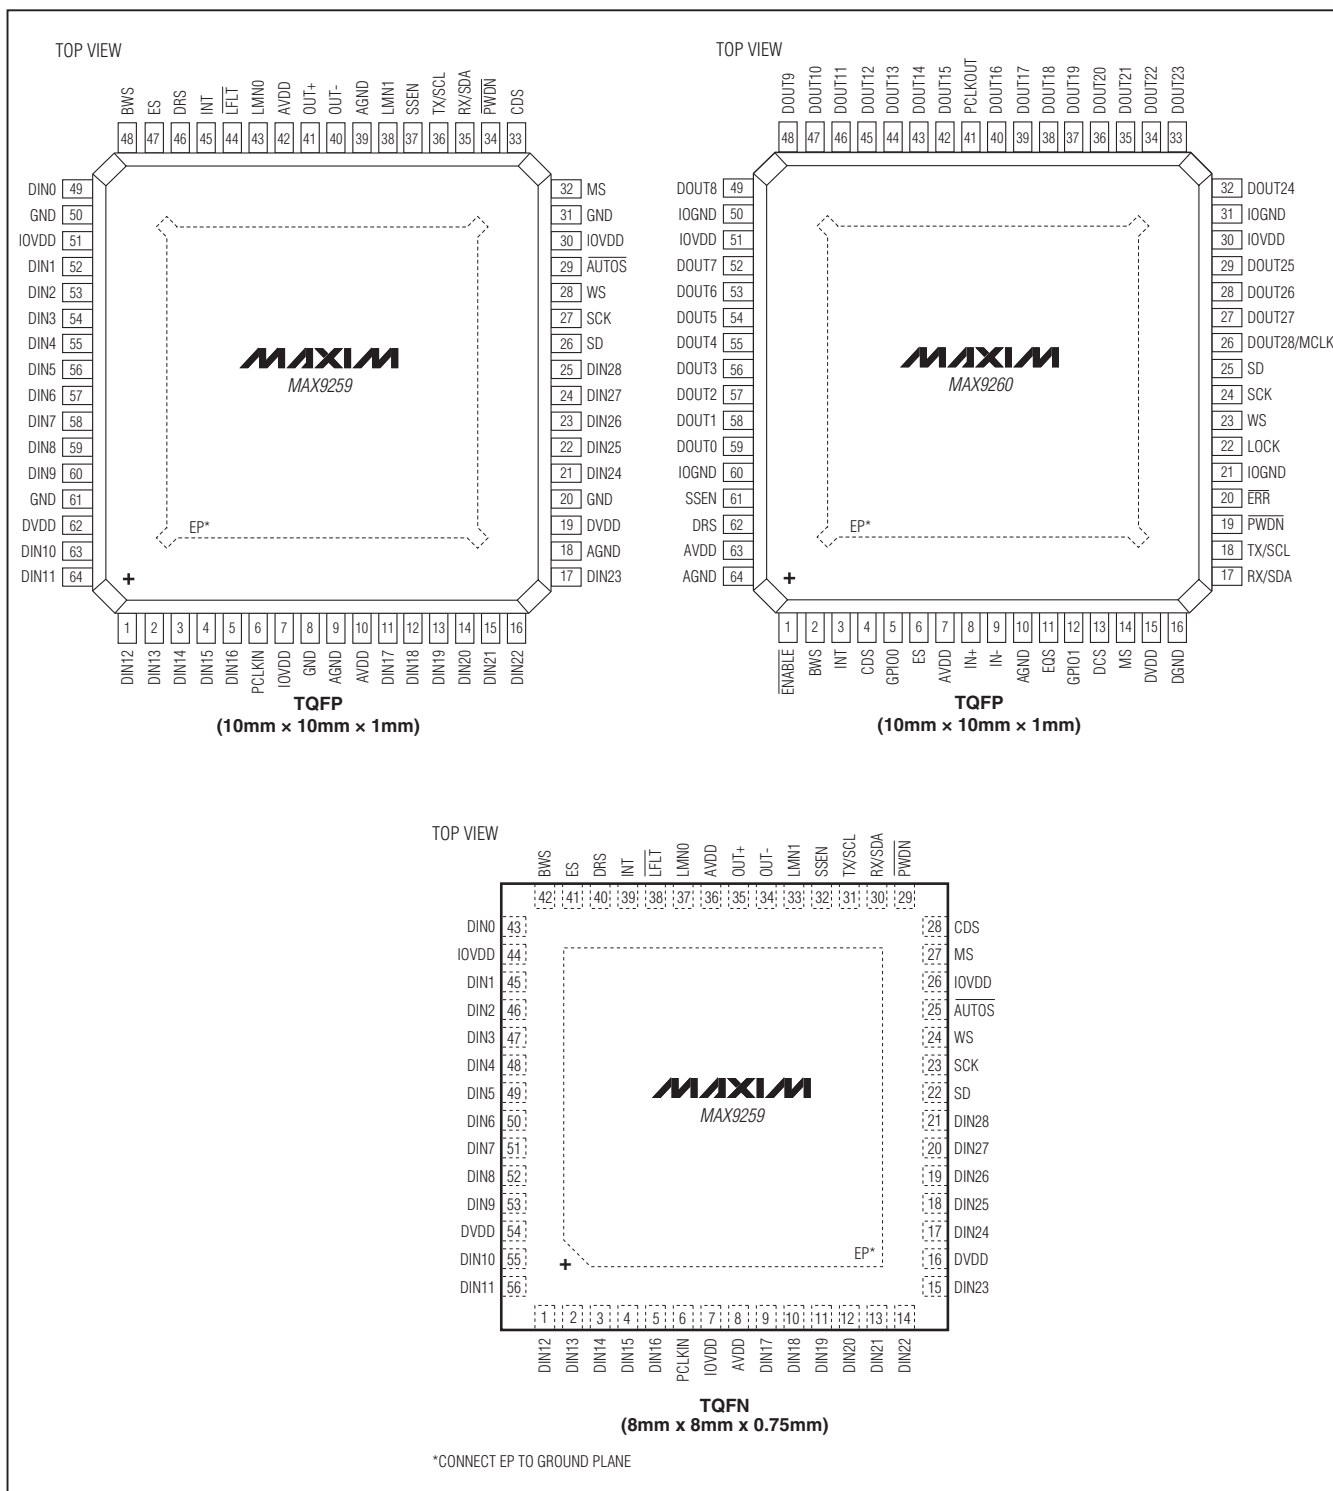 TOP VIEW
BWS ES DRS INT LFLT LMN0 AVDD OUT+ OUT- AGND LMN1 SSEN TX/SCL RX/SDA PWDN CDS
48 47 46 45 44 43 42 41 40 39 38 37 36 35 34 33
DIN0 49
GND 50
IOVDD 51
DIN1 52
DIN2 53
DIN3 54
DIN4 55
DIN5 56
DIN6 57
DIN7 58
DIN8 59
DIN9 60
GND 61
DVDD 62
DIN10 63
DIN11 64
32 MS
31 GND
30 IOVDD
29 AUTOS
28 WS
27 SCK
26 SD
25 DIN28
24 DIN27
23 DIN26
22 DIN25
21 DIN24
20 GND
19 DVDD
18 AGND
17 DIN23
MAXIM
MAX9259
EP*
+
1 2 3 4 5 6 7 8 9 10 11 12 13 14 15 16
DIN12 DIN13 DIN14 DIN15 DIN16 PCLKIN IOVDD GND AGND AVDD DIN17 DIN18 DIN19 DIN20 DIN21 DIN22
TQFP
(10mm × 10mm × 1mm)
TOP VIEW
DOUT9 DOUT10 DOUT11 DOUT12 DOUT13 DOUT14 DOUT15 PCLKOUT DOUT16 DOUT17 DOUT18 DOUT19 DOUT20 DOUT21 DOUT22 DOUT23
48 47 46 45 44 43 42 41 40 39 38 37 36 35 34 33
DOUT8 49
IOGND 50
IOVDD 51
DOUT7 52
DOUT6 53
DOUT5 54
DOUT4 55
DOUT3 56
DOUT2 57
DOUT1 58
DOUT0 59
IOGND 60
SSEN 61
DRS 62
AVDD 63
AGND 64
32 DOUT24
31 IOGND
30 IOVDD
29 DOUT25
28 DOUT26
27 DOUT27
26 DOUT28/MCLK
25 SD
24 SCK
23 WS
22 LOCK
21 IOGND
20 ERR
19 PWDN
18 TX/SCL
17 RX/SDA
MAXIM
MAX9260
EP*
+
1 2 3 4 5 6 7 8 9 10 11 12 13 14 15 16
ENABLE BWS INT CDS GPIO0 ES AVDD IN+ IN- AGND EQS GPIO1 DCS MS DVDD DGND
TQFP
(10mm × 10mm × 1mm)
TOP VIEW
BWS ES DRS INT LFLT LMN0 AVDD OUT+ OUT- LMN1 SSEN TX/SCL RX/SDA PWDN
42 41 40 39 38 37 36 35 34 33 32 31 30 29
DIN0 43
IOVDD 44
DIN1 45
DIN2 46
DIN3 47
DIN4 48
DIN5 49
DIN6 50
DIN7 51
DIN8 52
DIN9 53
DVDD 54
DIN10 55
DIN11 56
28 CDS
27 MS
26 IOVDD
25 AUTOS
24 WS
23 SCK
22 SD
21 DIN28
20 DIN27
19 DIN26
18 DIN25
17 DIN24
16 DVDD
15 DIN23
MAXIM
MAX9259
EP*
+
1 2 3 4 5 6 7 8 9 10 11 12 13 14
DIN12 DIN13 DIN14 DIN15 DIN16 PCLKIN IOVDD AVDD DIN17 DIN18 DIN19 DIN20 DIN21 DIN22
TQFN
(8mm x 8mm x 0.75mm)
*CONNECT EP TO GROUND PLANE